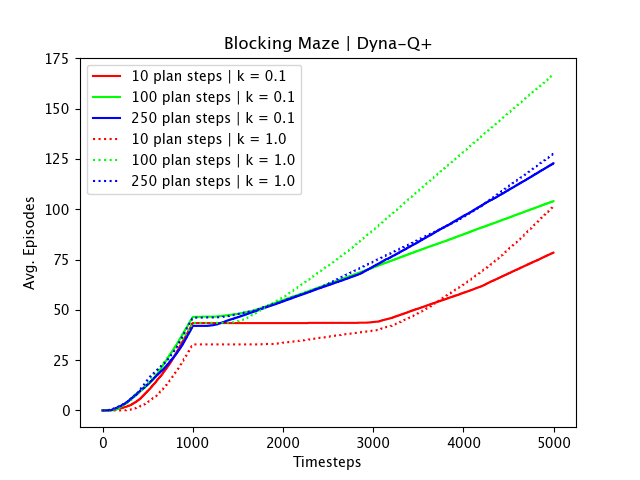 Blocking Maze | Dyna-Q+
175
150
125
100
75
50
25
0
Avg. Episodes
10 plan steps | k = 0.1
100 plan steps | k = 0.1
250 plan steps | k = 0.1
10 plan steps | k = 1.0
100 plan steps | k = 1.0
250 plan steps | k = 1.0
0 1000 2000 3000 4000 5000
Timesteps